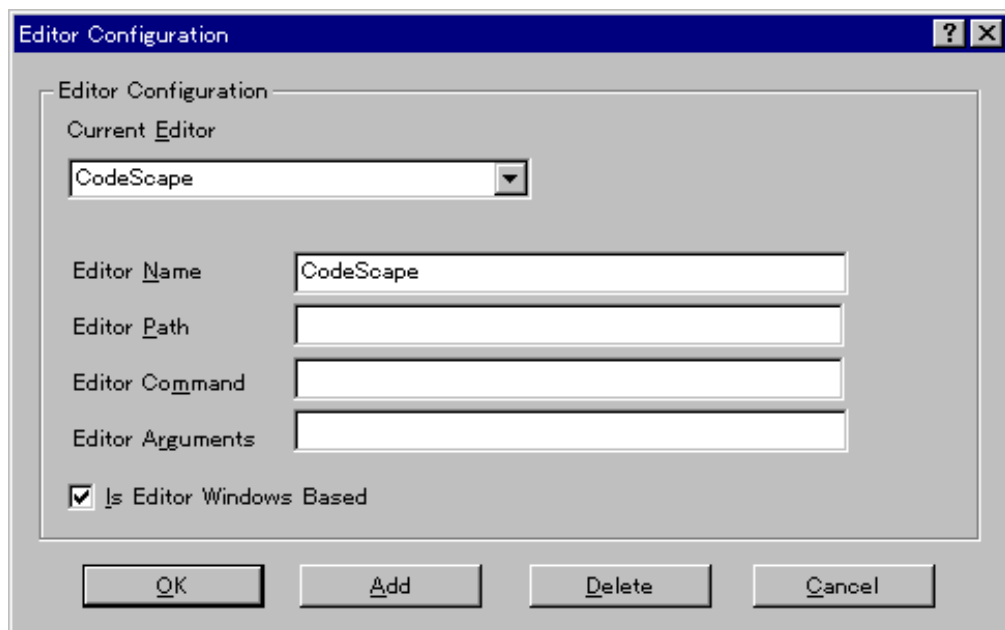 Editor Configuration
Editor Configuration
Current Editor
CodeScape
Editor Name CodeScape
Editor Path
Editor Command
Editor Arguments
Is Editor Windows Based
OK Add Delete Cancel